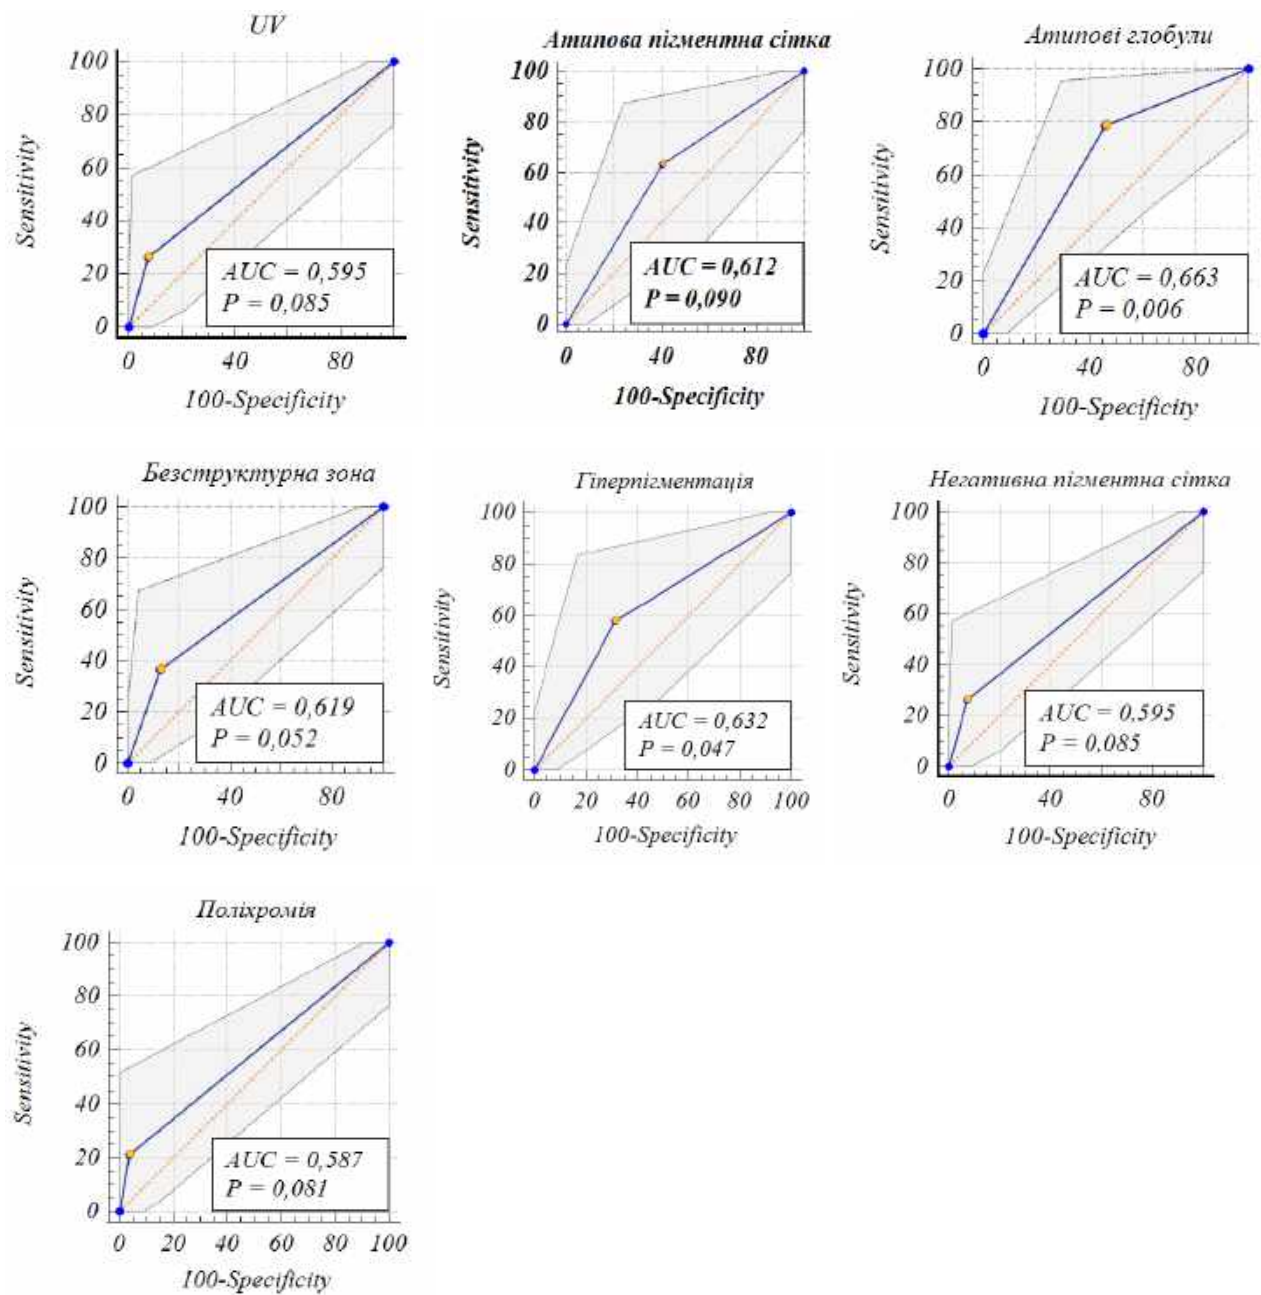 UV
100
80
60
40
20
0
Sensitivity
AUC = 0,595
P = 0,085
0 40 80
100-Specificity
Атипова пігментна сітка
100
80
60
40
20
0
Sensitivity
AUC = 0,612
P = 0,090
0 40 80
100-Specificity
Атипові глобули
100
80
60
40
20
0
Sensitivity
AUC = 0,663
P = 0,006
0 40 80
100-Specificity
Безструктурна зона
100
80
60
40
20
0
Sensitivity
AUC = 0,619
P = 0,052
0 40 80
100-Specificity
Гіперпігментація
100
80
60
40
20
0
Sensitivity
AUC = 0,632
P = 0,047
0 20 40 60 80 100
100-Specificity
Негативна пігментна сітка
100
80
60
40
20
0
Sensitivity
AUC = 0,595
P = 0,085
0 40 80
100-Specificity
Поліхромія
100
80
60
40
20
0
Sensitivity
AUC = 0,587
P = 0,081
0 20 40 60 80 100
100-Specificity